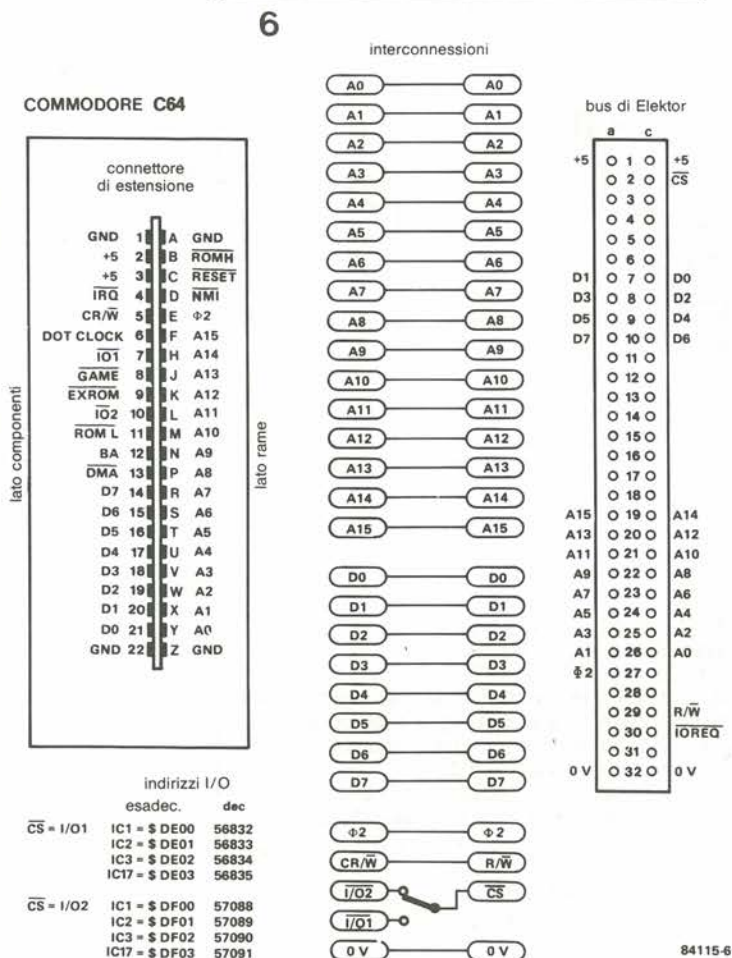 6
COMMODORE C64
connettore
di estensione
GND 1 A GND
+5 2 B ROMH
+5 3 C RESET
IRQ 4 D NMI
CR/W 5 E Φ2
DOT CLOCK 6 F A15
IO1 7 H A14
GAME 8 J A13
EXROM 9 K A12
IO2 10 L A11
ROM L 11 M A10
BA 12 N A9
DMA 13 P A8
D7 14 R A7
D6 15 S A6
D5 16 T A5
D4 17 U A4
D3 18 V A3
D2 19 W A2
D1 20 X A1
D0 21 Y A0
GND 22 Z GND
lato componenti
lato rame
indirizzi I/O
esadec. dec
CS = I/O1 IC1 = $ DE00 56832
IC2 = $ DE01 56833
IC3 = $ DE02 56834
IC17 = $ DE03 56835
CS = I/O2 IC1 = $ DF00 57088
IC2 = $ DF01 57089
IC3 = $ DF02 57090
IC17 = $ DF03 57091
interconnessioni
A0 A0
A1 A1
A2 A2
A3 A3
A4 A4
A5 A5
A6 A6
A7 A7
A8 A8
A9 A9
A10 A10
A11 A11
A12 A12
A13 A13
A14 A14
A15 A15
D0 D0
D1 D1
D2 D2
D3 D3
D4 D4
D5 D5
D6 D6
D7 D7
Φ2 Φ2
CR/W R/W
I/O2 CS
I/O1
0 V 0 V
bus di Elektor
a c
+5 1 +5
2 CS
3
4
5
6
D1 7 D0
D3 8 D2
D5 9 D4
D7 10 D6
11
12
13
14
15
16
17
18
A15 19 A14
A13 20 A12
A11 21 A10
A9 22 A8
A7 23 A6
A5 24 A4
A3 25 A2
A1 26 A0
Φ2 27
28
29 R/W
30 IOREQ
31
0 V 32 0 V
84115-6